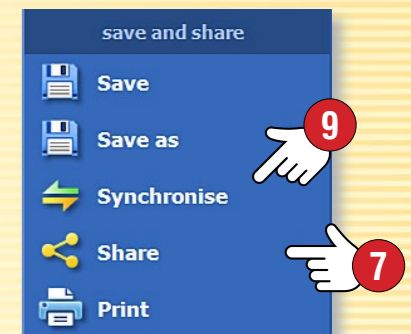 save and share
Save
9
Save as
Synchronise
Share
7
Print